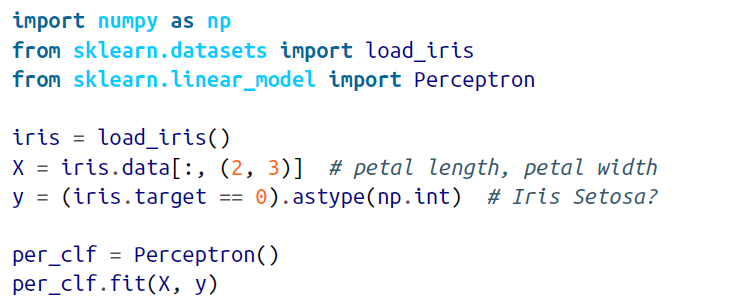 import numpy as np
from sklearn.datasets import load_iris
from sklearn.linear_model import Perceptron
iris = load_iris()
X = iris.data[:, (2, 3)]  # petal length, petal width
y = (iris.target == 0).astype(np.int)  # Iris Setosa?
per_clf = Perceptron()
per_clf.fit(X, y)